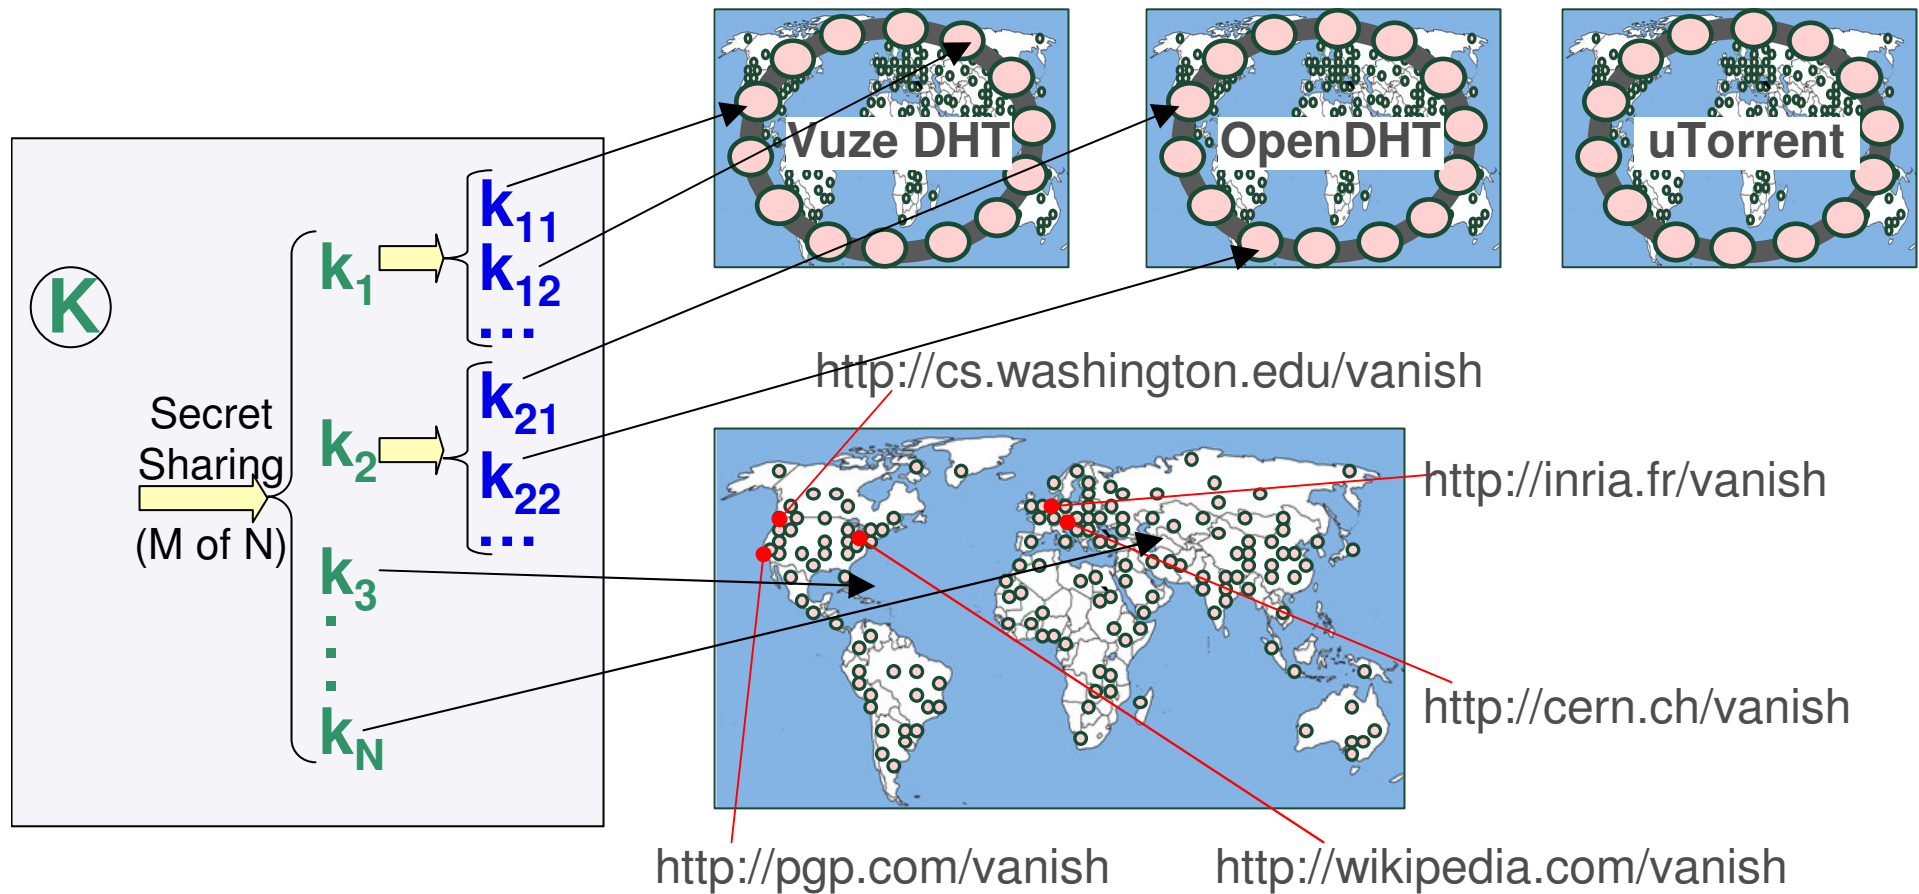 Vuze DHT
OpenDHT
uTorrent
K
Secret
Sharing
(M of N)
k1
k2
k3
.
.
.
kN
k11
k12
...
k21
k22
...
http://cs.washington.edu/vanish
http://inria.fr/vanish
http://cern.ch/vanish
http://pgp.com/vanish
http://wikipedia.com/vanish